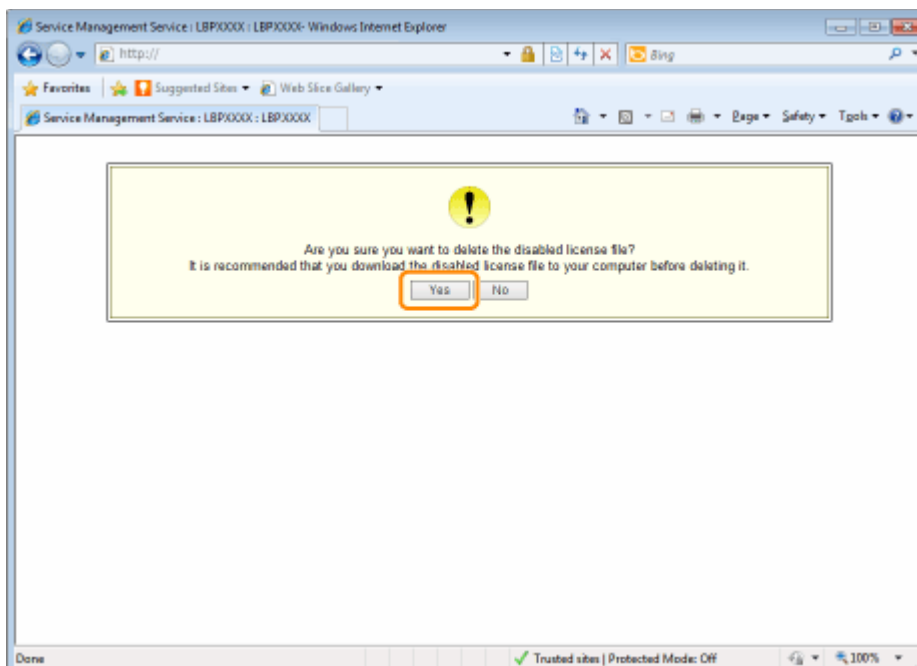 Service Management Service : LBPXXXX : LBPXXXX- Windows Internet Explorer
http://
Bing
Favorites
Suggested Sites
Web Slice Gallery
Service Management Service : LBPXXXX : LBPXXXX
Page
Safety
Tools
Are you sure you want to delete the disabled license file?
It is recommended that you download the disabled license file to your computer before deleting it.
Yes
No
Done
Trusted sites | Protected Mode: Off
100%